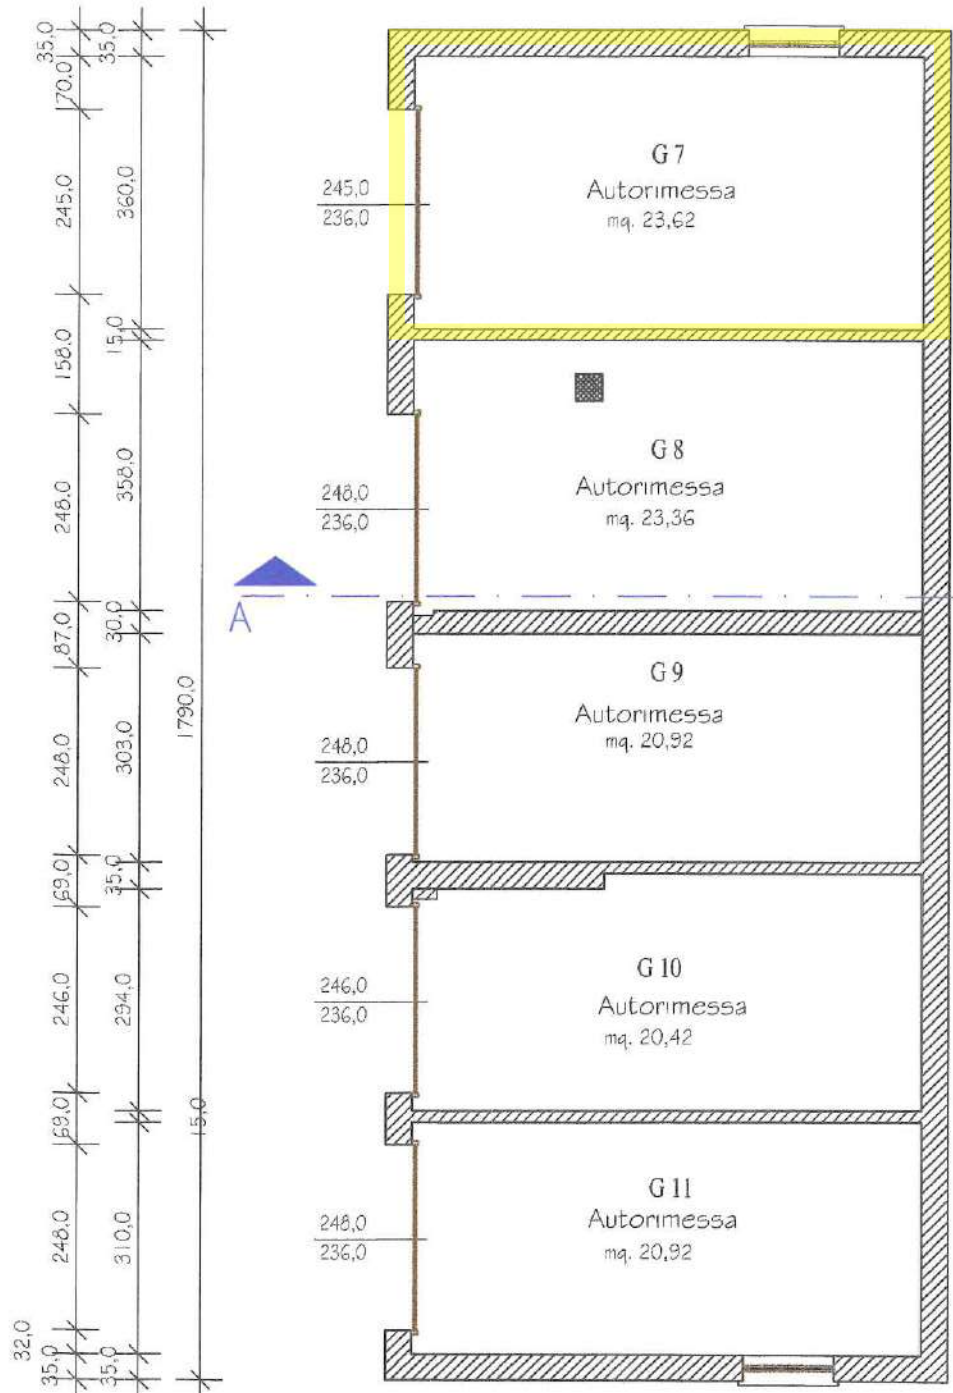 35,0
35,0
70,0
245,0
360,0
G 7
Autorimessa
mq. 23,62
245,0
236,0
15,0
158,0
248,0
358,0
G 8
Autorimessa
mq. 23,36
248,0
236,0
A
87,0
30,0
1790,0
248,0
303,0
G 9
Autorimessa
mq. 20,92
248,0
236,0
69,0
35,0
246,0
294,0
G 10
Autorimessa
mq. 20,42
246,0
236,0
69,0
15,0
248,0
310,0
G 11
Autorimessa
mq. 20,92
248,0
236,0
32,0
35,0
35,0